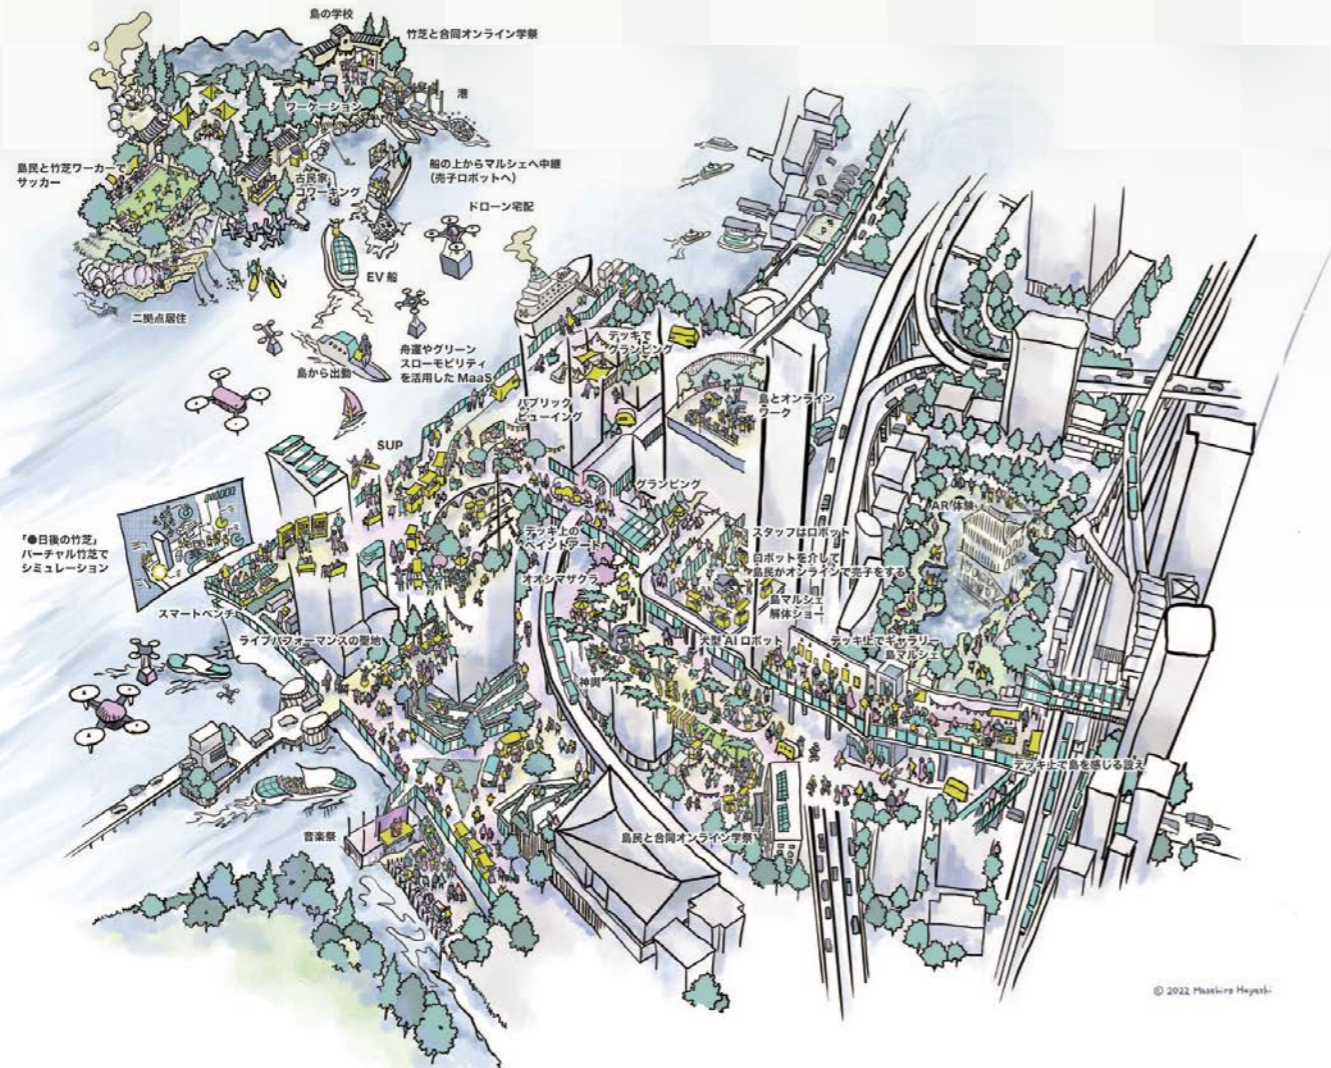 島の学校
竹芝と合同オンライン学祭
港
ワーケーション
島民と竹芝ワーカーで
サッカー
船の上からマルシェへ中継
(売子ロボットへ)
古民家
コワーキング
ドローン宅配
EV 船
二拠点居住
舟運やグリーン
スローモビリティ
を活用した MaaS
島から出勤
デッキで
グランピング
パブリック
ビューイング
島とオンライン
ワーク
SUP
グランピング
AR 体験
デッキ上の
ペイントアート
スタッフはロボット
「●日後の竹芝」
バーチャル竹芝で
シミュレーション
ロボットを介して
島民がオンラインで売子をする
オオシマザクラ
島マルシェ
解体ショー
スマートベンチ
ライブパフォーマンスの聖地
犬型 AI ロボット
デッキ上でギャラリー
島マルシェ
神輿
デッキ上で島を感じる設え
音楽祭
島民と合同オンライン学祭
© 2022 Masahiro Hayashi